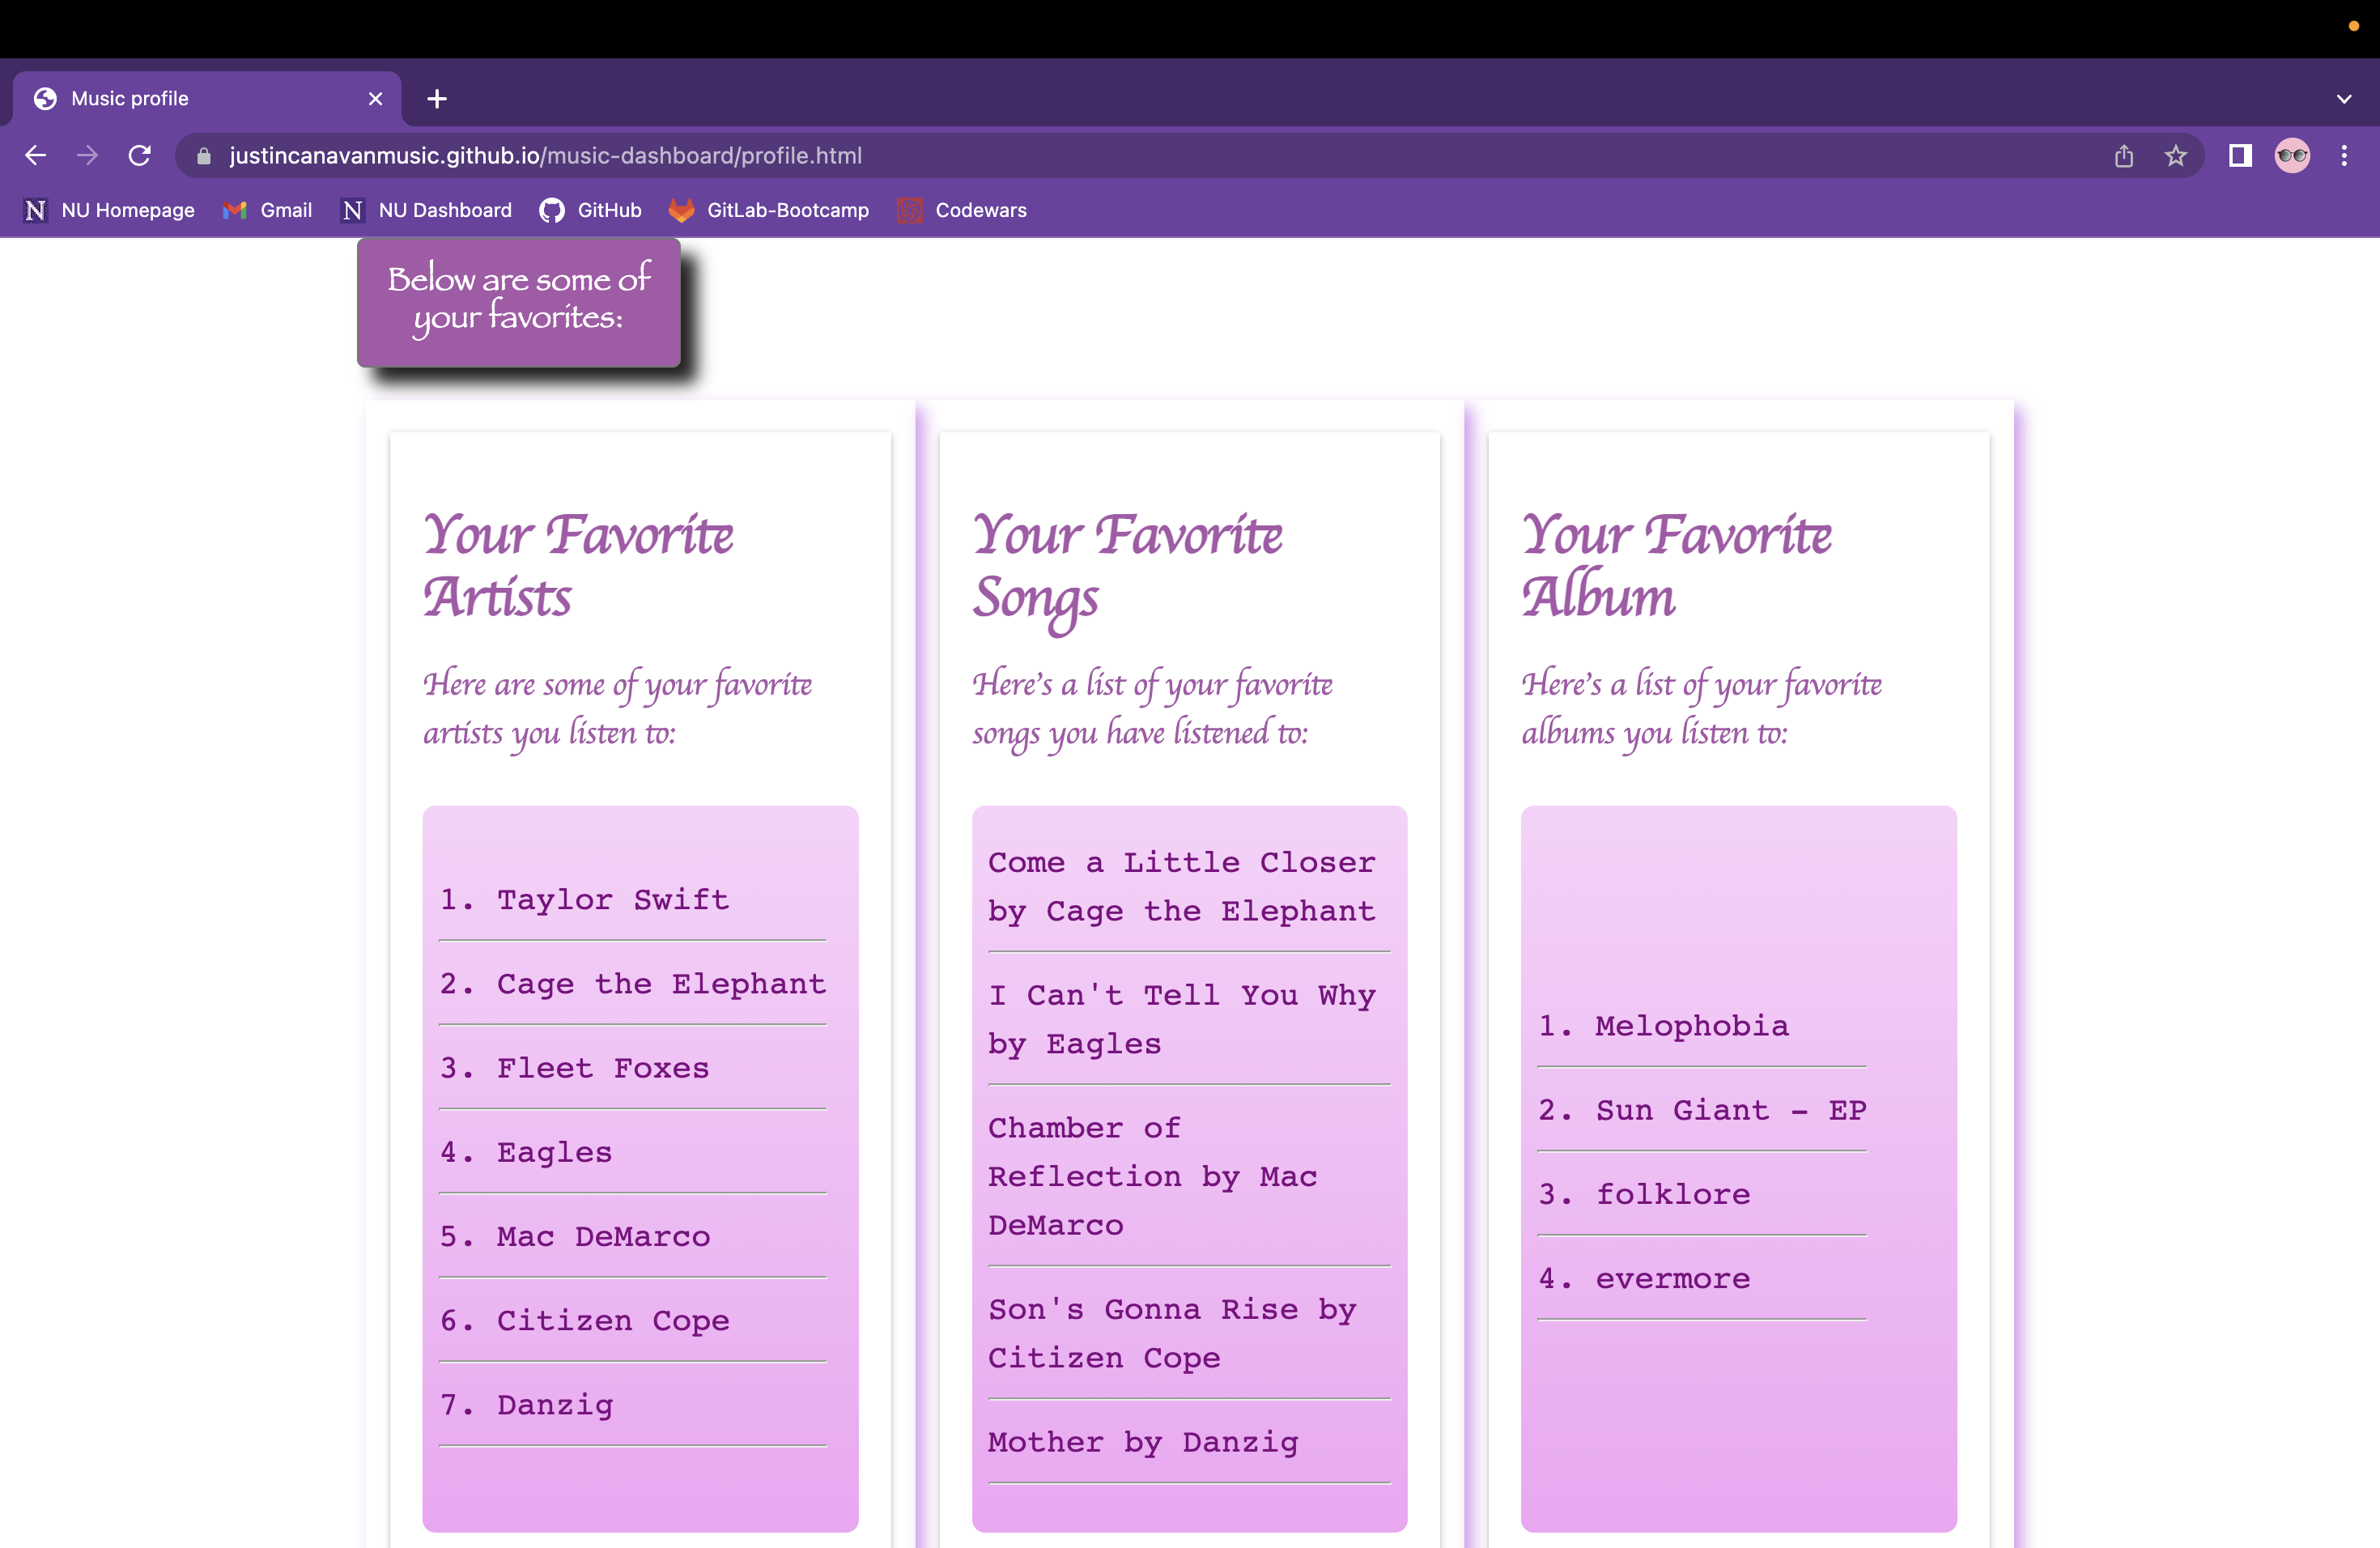 Music profile
justincanavanmusic.github.io/music-dashboard/profile.html
NU Homepage
Gmail
NU Dashboard
GitHub
GitLab-Bootcamp
Codewars
Below are some of
your favorites:
Your Favorite
Artists
Here are some of your favorite
artists you listen to:
1. Taylor Swift
2. Cage the Elephant
3. Fleet Foxes
4. Eagles
5. Mac DeMarco
6. Citizen Cope
7. Danzig
Your Favorite
Songs
Here's a list of your favorite
songs you have listened to:
Come a Little Closer
by Cage the Elephant
I Can't Tell You Why
by Eagles
Chamber of
Reflection by Mac
DeMarco
Son's Gonna Rise by
Citizen Cope
Mother by Danzig
Your Favorite
Album
Here's a list of your favorite
albums you listen to:
1. Melophobia
2. Sun Giant - EP
3. folklore
4. evermore